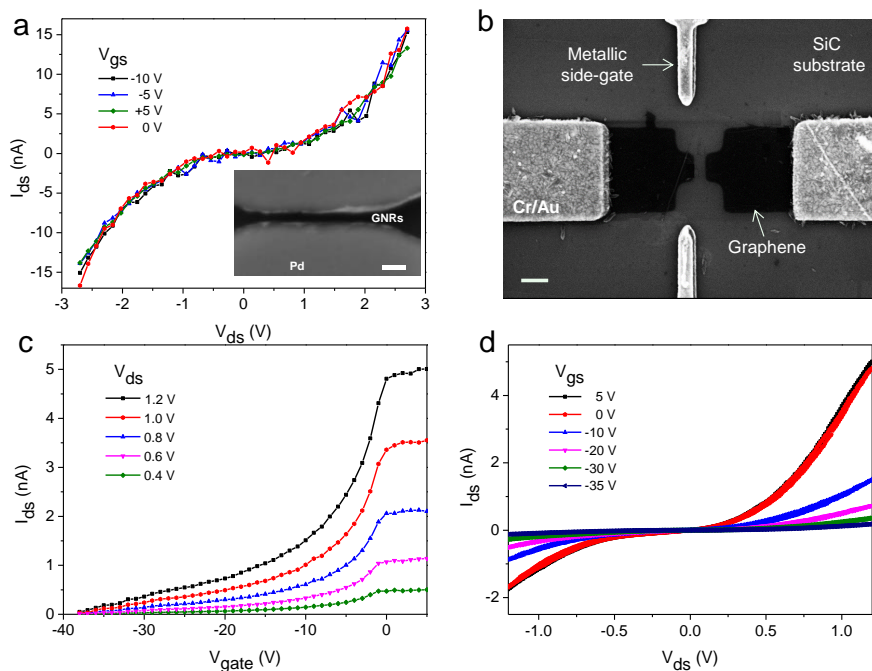 a
V_gs
-10 V
-5 V
+5 V
0 V
15
10
5
0
-5
-10
-15
I_ds (nA)
GNRs
Pd
-3 -2 -1 0 1 2 3
V_ds (V)
b
Metallic
side-gate
SiC
substrate
Cr/Au
Graphene
c
V_ds
1.2 V
1.0 V
0.8 V
0.6 V
0.4 V
5
4
3
2
1
0
I_ds (nA)
-40 -30 -20 -10 0
V_gate (V)
d
V_gs
5 V
0 V
-10 V
-20 V
-30 V
-35 V
4
2
0
-2
I_ds (nA)
-1.0 -0.5 0.0 0.5 1.0
V_ds (V)